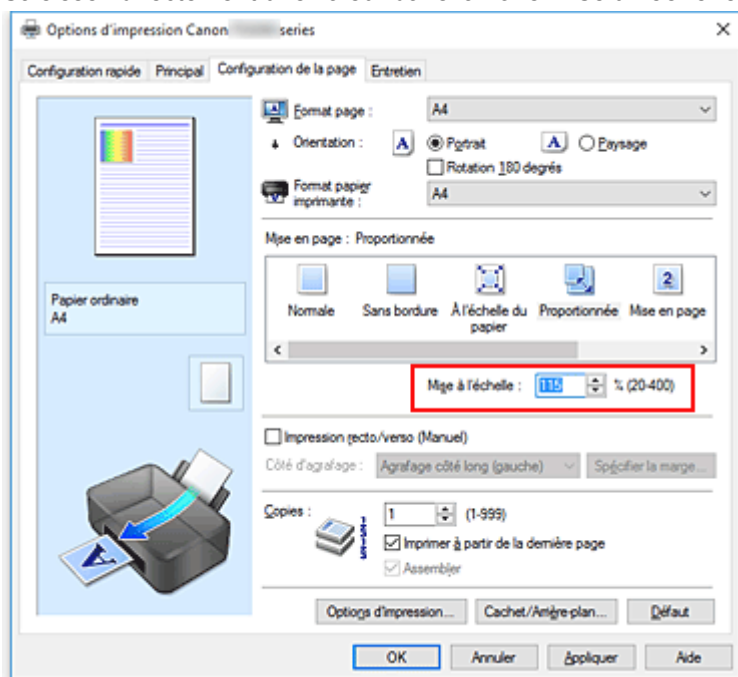 Options d'impression Canon series
Configuration rapide Principal Configuration de la page Entretien
Format page : A4
Orientation : A Portrait A Paysage
Rotation 180 degrés
Format papier imprimante : A4
Mise en page : Proportionnée
Papier ordinaire
A4
Normale Sans bordure À l'échelle du papier Proportionnée Mise en page
Mise à l'échelle : 115 % (20-400)
Impression recto/verso (Manuel)
Côté d'agrafage : Agrafage côté long (gauche) Spécifier la marge...
Copies : 1 (1-999)
Imprimer à partir de la dernière page
Assembler
Options d'impression... Cachet/Arrière-plan... Défaut
OK Annuler Appliquer Aide